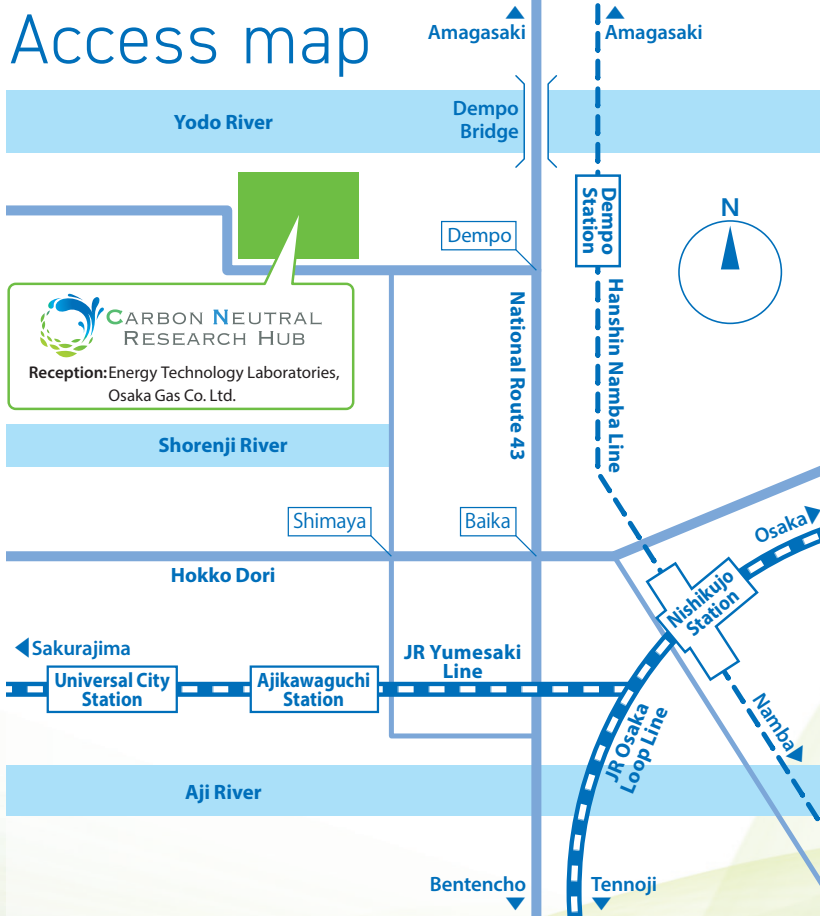 Access map
Amagasaki
Amagasaki
Yodo River
Dempo
Bridge
Dempo
Station
N
Dempo
CARBON NEUTRAL
RESEARCH HUB
Reception: Energy Technology Laboratories,
Osaka Gas Co. Ltd.
National Route 43
Hanshin Namba Line
Shorenji River
Shimaya
Baika
Osaka
Hokko Dori
Nishikujo
Station
Sakurajima
JR Yumesaki
Line
Universal City
Station
Ajikawaguchi
Station
JR Osaka
Loop Line
Namba
Aji River
Bentencho
Tennoji